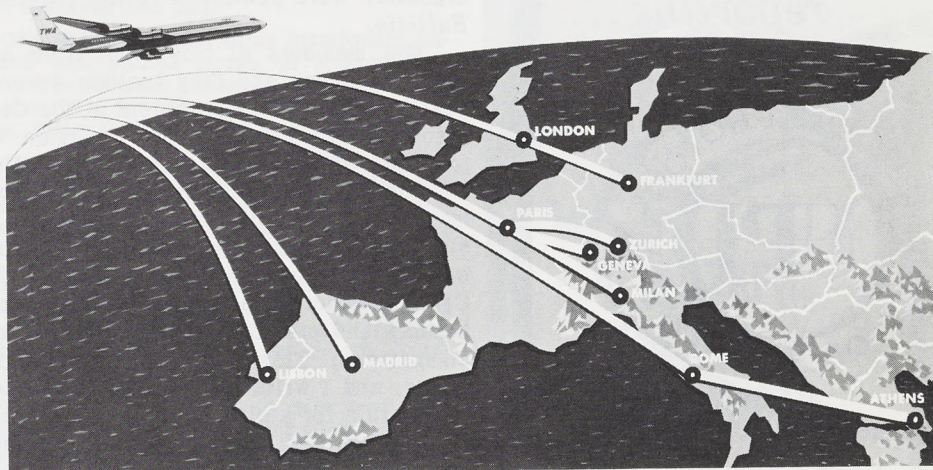 TWA
LONDON
FRANKFURT
PARIS
ZURICH
GENEVA
MILAN
ROME
MADRID
LISBON
ATHENS